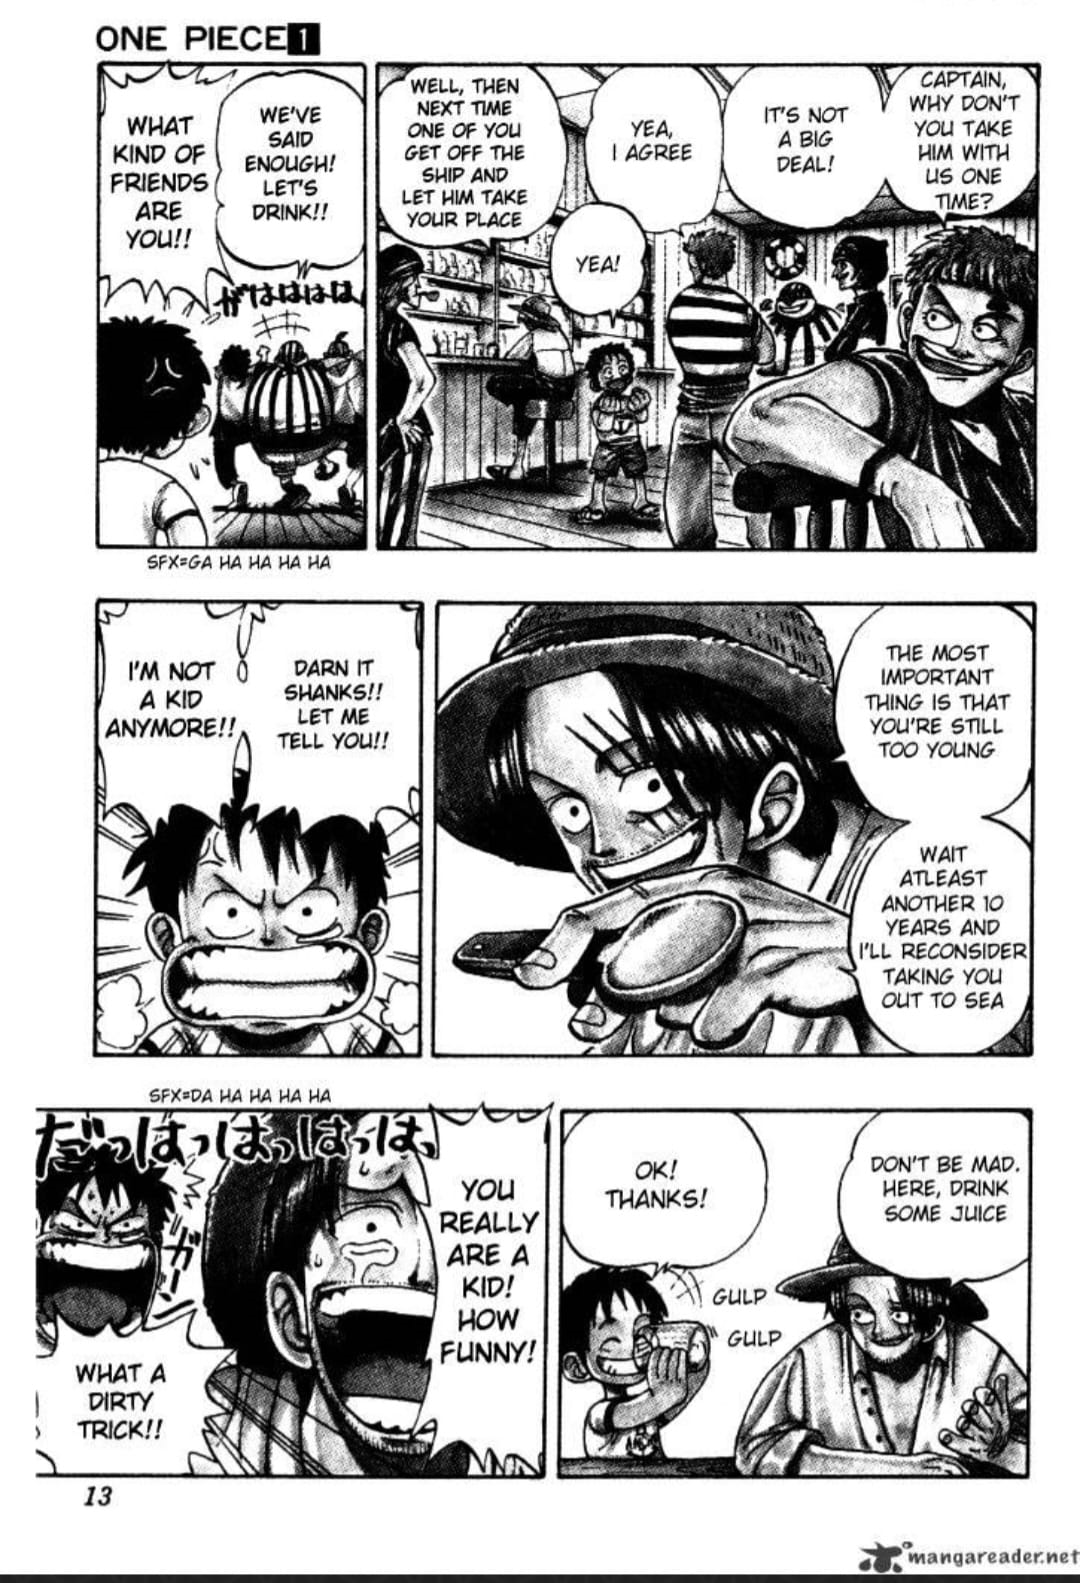 ONE PIECE 1
CAPTAIN,
WHY DON'T
YOU TAKE
HIM WITH
US ONE
TIME?
IT'S NOT
A BIG
DEAL!
YEA,
I AGREE
YEA!
WELL, THEN
NEXT TIME
ONE OF YOU
GET OFF THE
SHIP AND
LET HIM TAKE
YOUR PLACE
WE'VE
SAID
ENOUGH!
LET'S
DRINK!!
WHAT
KIND OF
FRIENDS
ARE
YOU!!
がはははは
SFX=GA HA HA HA HA
THE MOST
IMPORTANT
THING IS THAT
YOU'RE STILL
TOO YOUNG
WAIT
ATLEAST
ANOTHER 10
YEARS AND
I'LL RECONSIDER
TAKING YOU
OUT TO SEA
DARN IT
SHANKS!!
LET ME
TELL YOU!!
I'M NOT
A KID
ANYMORE!!
DON'T BE MAD.
HERE, DRINK
SOME JUICE
OK!
THANKS!
GULP
GULP
SFX=DA HA HA HA HA
だっはっはっはっは
YOU
REALLY
ARE A
KID!
HOW
FUNNY!
ガーン
WHAT A
DIRTY
TRICK!!
13
mangareader.net